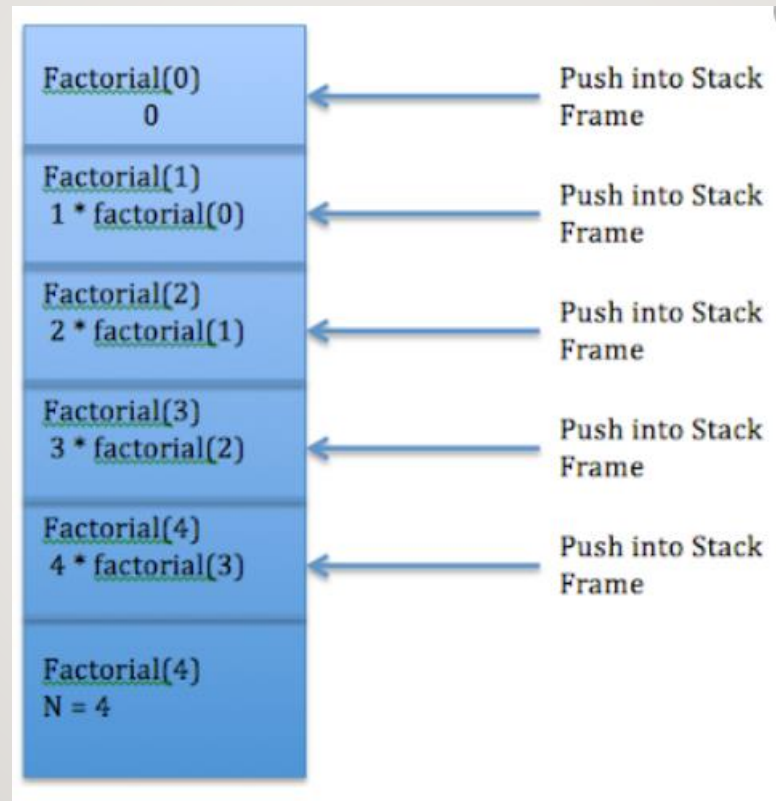 Factorial(0)
0
Push into Stack
Frame
Factorial(1)
1 * factorial(0)
Push into Stack
Frame
Factorial(2)
2 * factorial(1)
Push into Stack
Frame
Factorial(3)
3 * factorial(2)
Push into Stack
Frame
Factorial(4)
4 * factorial(3)
Push into Stack
Frame
Factorial(4)
N = 4